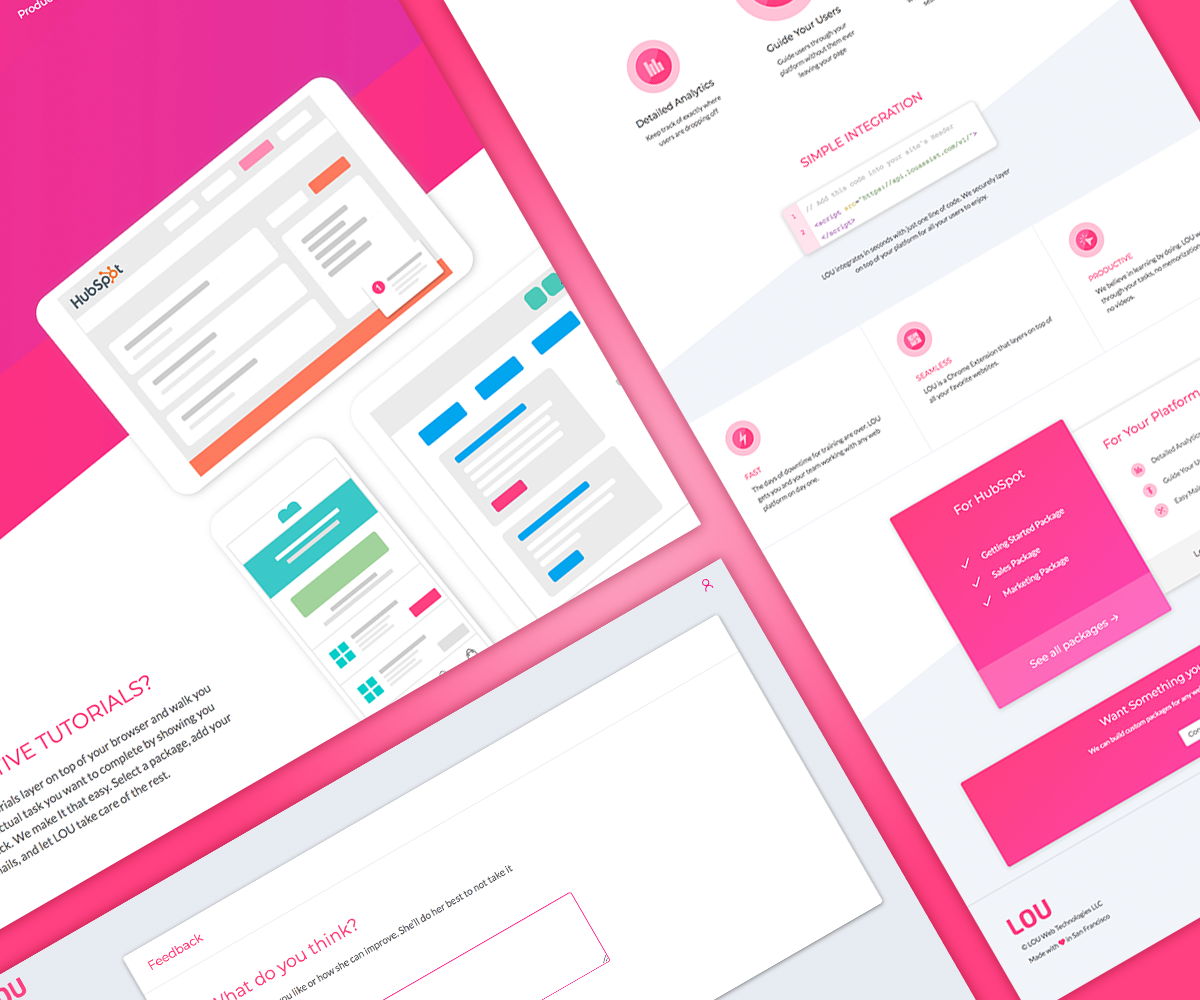 HubSpot
1
TIVE TUTORIALS?
layer on top of your browser and walk you
task you want to complete by showing you
We make It that easy. Select a package, add your
and let LOU take care of the rest.
Detailed Analytics
Keep track of exactly where
users are dropping off
Guide Your Users
Guide users through your
platform without them ever
leaving your page
SIMPLE INTEGRATION
1 // Add this code into your site's Header
2 <script src="https://api.louassist.com/v1/">
</script>
LOU integrates in seconds with just one line of code. We securely layer
on top of your platform for all your users to enjoy.
FAST
The days of downtime for training are over. LOU
gets you and your team working with any web
platform on day one.
SEAMLESS
LOU is a Chrome Extension that layers on top of
all your favorite websites.
PRODUCTIVE
We believe in learning by doing. LOU
through your tasks, no
no videos.
For HubSpot
Getting Started Package
Sales Package
Marketing Package
See all packages →
For Your Platform
Detailed Analytics
Guide Your
Easy
Want Something
We can build custom packages for any
LOU
© LOU Web Technologies LLC
Made with ❤ in San Francisco
Feedback
What do you think?
you like or how she can improve. She'll do her best to not take it
LOU